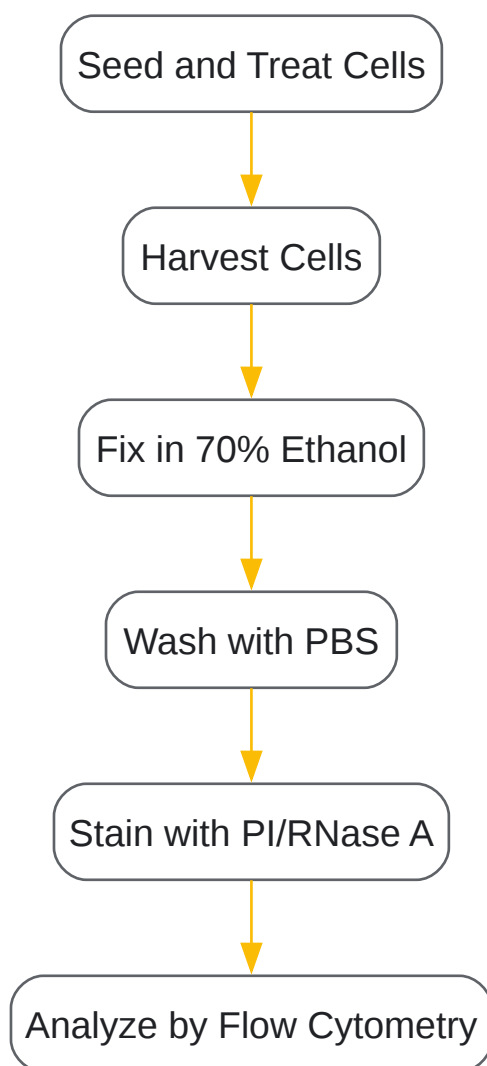 Seed and Treat Cells
Harvest Cells
Fix in 70% Ethanol
Wash with PBS
Stain with PI/RNase A
Analyze by Flow Cytometry